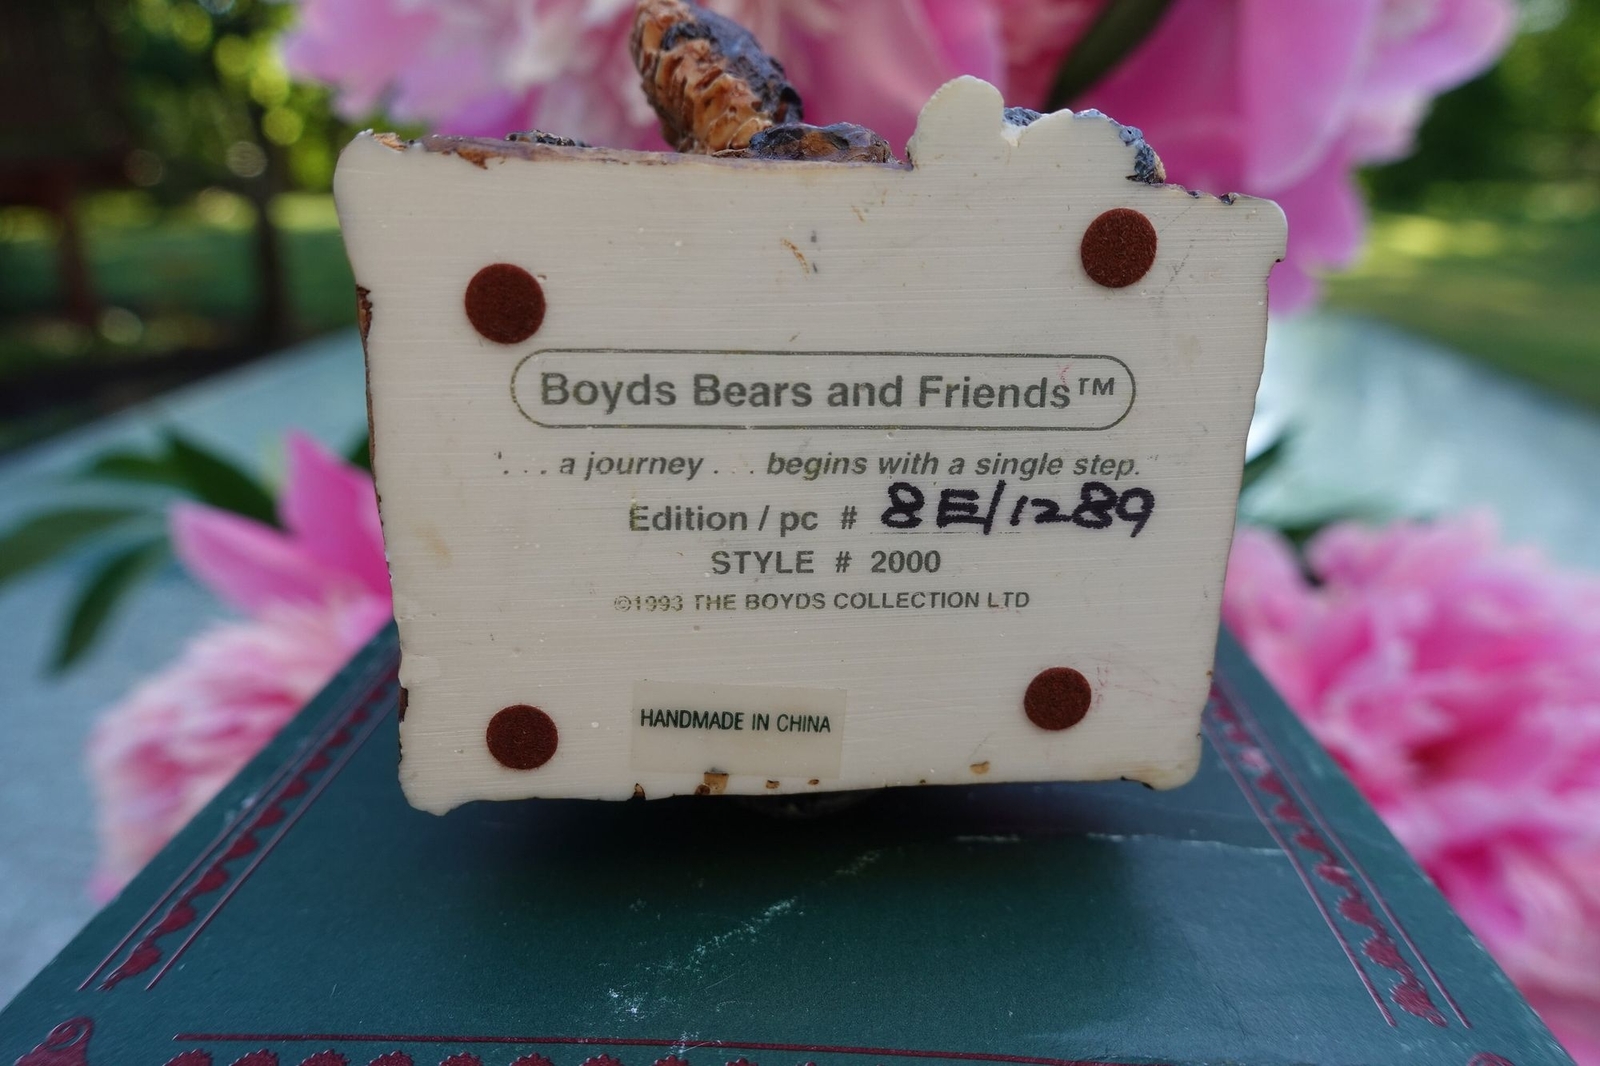 Boyds Bears and Friends™
. . . a journey . . . begins with a single step.
Edition / pc # 8E/1289
STYLE # 2000
©1993 THE BOYDS COLLECTION LTD
HANDMADE IN CHINA